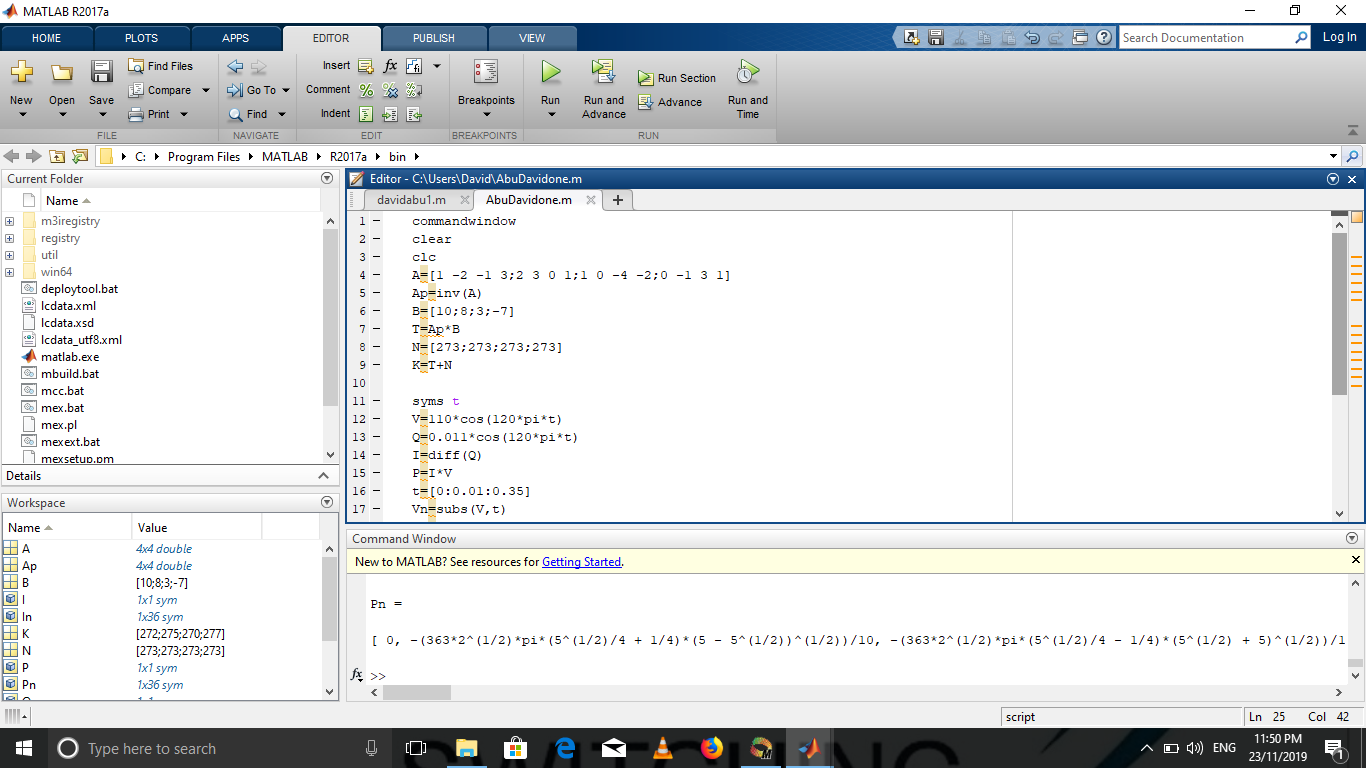 MATLAB R2017a
HOME PLOTS APPS EDITOR PUBLISH VIEW
Search Documentation
Log In
New
Open
Save
Find Files
Compare
Print
FILE
Go To
Find
NAVIGATE
Insert
fx
Comment
Indent
EDIT
Breakpoints
BREAKPOINTS
Run
Run and Advance
Run Section
Advance
Run and Time
RUN
C: Program Files MATLAB R2017a bin
Current Folder
Name
m3iregistry
registry
util
win64
deploytool.bat
lcdata.xml
lcdata.xsd
lcdata_utf8.xml
matlab.exe
mbuild.bat
mcc.bat
mex.bat
mex.pl
mexext.bat
mexsetup.pm
Details
Workspace
Name Value
A 4x4 double
Ap 4x4 double
B [10;8;3;-7]
I 1x1 sym
In 1x36 sym
K [272;275;270;277]
N [273;273;273;273]
P 1x1 sym
Pn 1x36 sym
Editor - C:\Users\David\AbuDavidone.m
davidabu1.m AbuDavidone.m
1 – commandwindow
2 – clear
3 – clc
4 – A=[1 -2 -1 3;2 3 0 1;1 0 -4 -2;0 -1 3 1]
5 – Ap=inv(A)
6 – B=[10;8;3;-7]
7 – T=Ap*B
8 – N=[273;273;273;273]
9 – K=T+N
10
11 – syms t
12 – V=110*cos(120*pi*t)
13 – Q=0.011*cos(120*pi*t)
14 – I=diff(Q)
15 – P=I*V
16 – t=[0:0.01:0.35]
17 – Vn=subs(V,t)
Command Window
New to MATLAB? See resources for Getting Started.
Pn =
[ 0, -(363*2^(1/2)*pi*(5^(1/2)/4 + 1/4)*(5 - 5^(1/2))^(1/2))/10, -(363*2^(1/2)*pi*(5^(1/2)/4 - 1/4)*(5^(1/2) + 5)^(1/2))/1
fx >>
script
Ln 25 Col 42
Type here to search
ENG
11:50 PM
23/11/2019
1